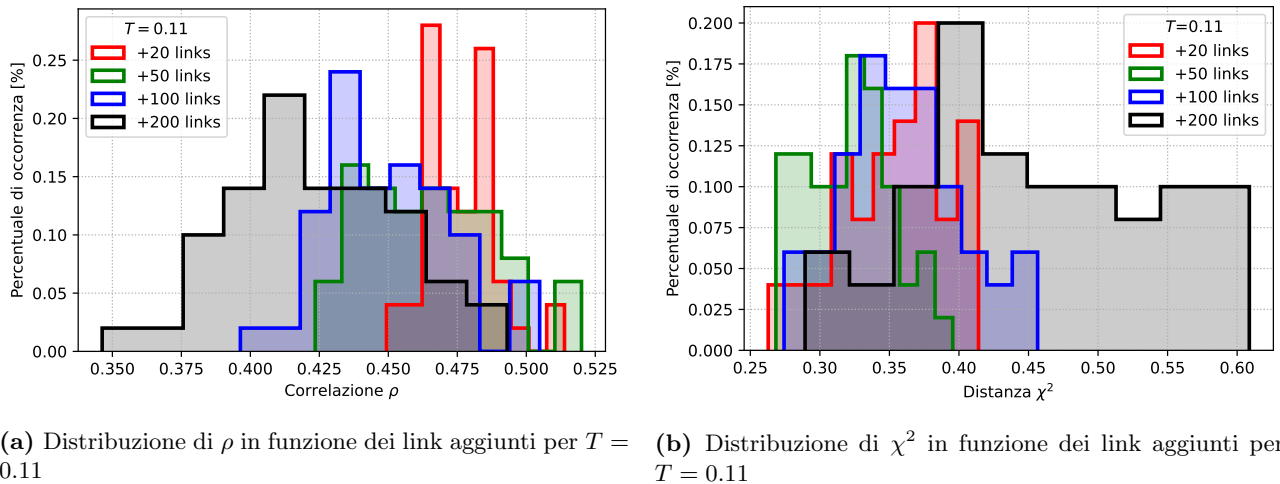 T = 0.11
+20 links
+50 links
+100 links
+200 links
Percentuale di occorrenza [%]
0.25
0.20
0.15
0.10
0.05
0.00
0.350 0.375 0.400 0.425 0.450 0.475 0.500 0.525
Correlazione ρ
T=0.11
+20 links
+50 links
+100 links
+200 links
Percentuale di occorrenza [%]
0.200
0.175
0.150
0.125
0.100
0.075
0.050
0.025
0.000
0.25 0.30 0.35 0.40 0.45 0.50 0.55 0.60
Distanza χ²
(a) Distribuzione di ρ in funzione dei link aggiunti per T =
0.11
(b) Distribuzione di χ² in funzione dei link aggiunti per
T = 0.11